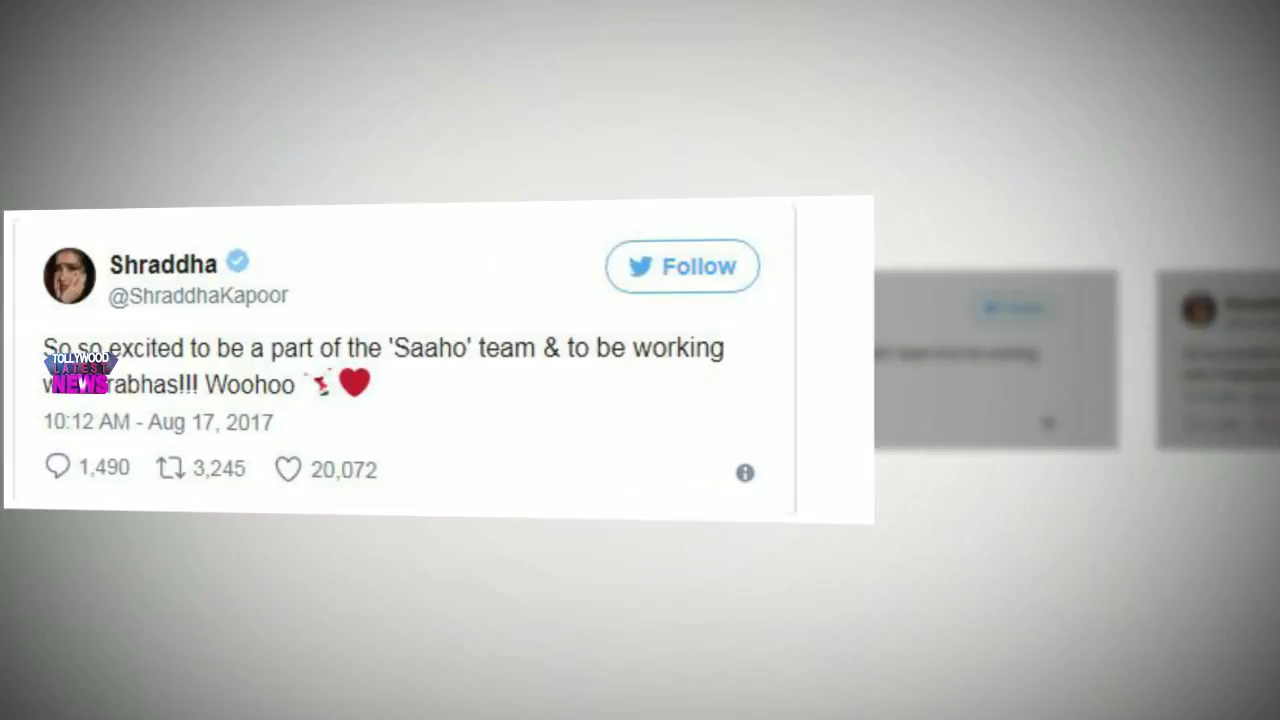 Shraddha
@ShraddhaKapoor
Follow
So so excited to be a part of the 'Saaho' team & to be working
rabhas!!! Woohoo ❤
10:12 AM - Aug 17, 2017
1,490 3,245 20,072
TOLLYWOOD
LATEST
NEWS